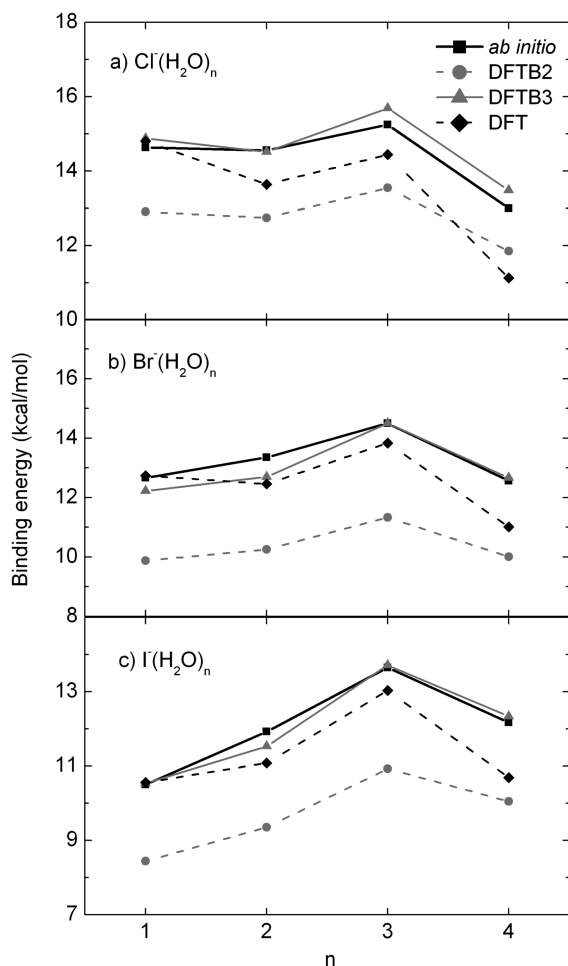 18
16
14
12
10
a) Cl⁻(H₂O)ₙ
ab initio
DFTB2
DFTB3
DFT
16
14
12
10
8
b) Br⁻(H₂O)ₙ
Binding energy (kcal/mol)
13
11
9
7
c) I⁻(H₂O)ₙ
1 2 3 4
n